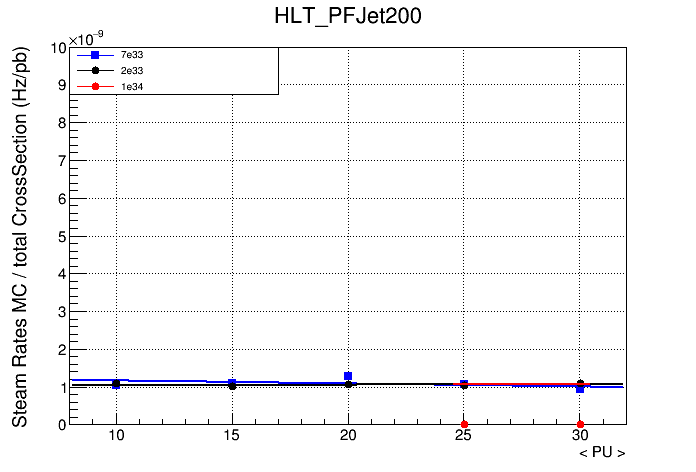 HLT_PFJet200
×10⁻⁹
10
9
8
7
6
5
4
3
2
1
0
Steam Rates MC / total CrossSection (Hz/pb)
7e33
2e33
1e34
10 15 20 25 30
< PU >